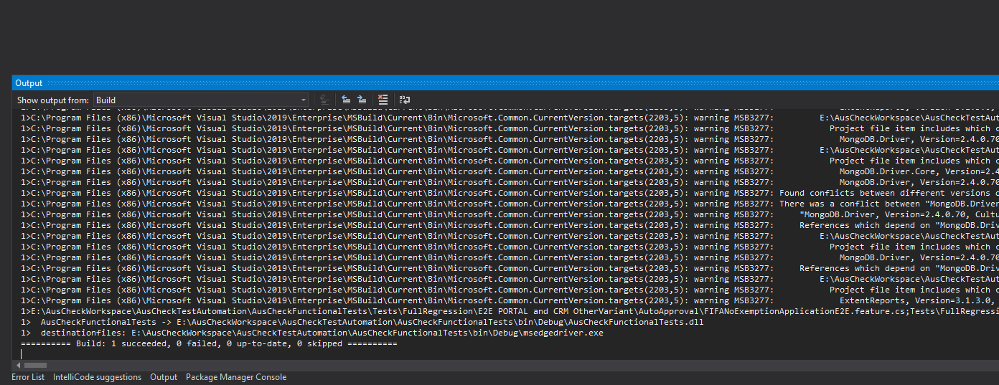 Output
Show output from: Build
1>C:\Program Files (x86)\Microsoft Visual Studio\2019\Enterprise\MSBuild\Current\Bin\Microsoft.Common.CurrentVersion.targets(2203,5): warning MSB3277: E:\AusCheckWorkspace\AusCheckTestAuto
1>C:\Program Files (x86)\Microsoft Visual Studio\2019\Enterprise\MSBuild\Current\Bin\Microsoft.Common.CurrentVersion.targets(2203,5): warning MSB3277: Project file item includes which c
1>C:\Program Files (x86)\Microsoft Visual Studio\2019\Enterprise\MSBuild\Current\Bin\Microsoft.Common.CurrentVersion.targets(2203,5): warning MSB3277: MongoDB.Driver, Version=2.4.0.70
1>C:\Program Files (x86)\Microsoft Visual Studio\2019\Enterprise\MSBuild\Current\Bin\Microsoft.Common.CurrentVersion.targets(2203,5): warning MSB3277: E:\AusCheckWorkspace\AusCheckTestAut
1>C:\Program Files (x86)\Microsoft Visual Studio\2019\Enterprise\MSBuild\Current\Bin\Microsoft.Common.CurrentVersion.targets(2203,5): warning MSB3277: Project file item includes which c
1>C:\Program Files (x86)\Microsoft Visual Studio\2019\Enterprise\MSBuild\Current\Bin\Microsoft.Common.CurrentVersion.targets(2203,5): warning MSB3277: MongoDB.Driver.Core, Version=2.4
1>C:\Program Files (x86)\Microsoft Visual Studio\2019\Enterprise\MSBuild\Current\Bin\Microsoft.Common.CurrentVersion.targets(2203,5): warning MSB3277: MongoDB.Driver, Version=2.4.0.70
1>C:\Program Files (x86)\Microsoft Visual Studio\2019\Enterprise\MSBuild\Current\Bin\Microsoft.Common.CurrentVersion.targets(2203,5): warning MSB3277: Found conflicts between different versions o
1>C:\Program Files (x86)\Microsoft Visual Studio\2019\Enterprise\MSBuild\Current\Bin\Microsoft.Common.CurrentVersion.targets(2203,5): warning MSB3277: There was a conflict between "MongoDB.Driver
1>C:\Program Files (x86)\Microsoft Visual Studio\2019\Enterprise\MSBuild\Current\Bin\Microsoft.Common.CurrentVersion.targets(2203,5): warning MSB3277: "MongoDB.Driver, Version=2.4.0.70, Cultu
1>C:\Program Files (x86)\Microsoft Visual Studio\2019\Enterprise\MSBuild\Current\Bin\Microsoft.Common.CurrentVersion.targets(2203,5): warning MSB3277: References which depend on "MongoDB.Driv
1>C:\Program Files (x86)\Microsoft Visual Studio\2019\Enterprise\MSBuild\Current\Bin\Microsoft.Common.CurrentVersion.targets(2203,5): warning MSB3277: E:\AusCheckWorkspace\AusCheckTestAut
1>C:\Program Files (x86)\Microsoft Visual Studio\2019\Enterprise\MSBuild\Current\Bin\Microsoft.Common.CurrentVersion.targets(2203,5): warning MSB3277: Project file item includes which c
1>C:\Program Files (x86)\Microsoft Visual Studio\2019\Enterprise\MSBuild\Current\Bin\Microsoft.Common.CurrentVersion.targets(2203,5): warning MSB3277: MongoDB.Driver, Version=2.4.0.70
1>C:\Program Files (x86)\Microsoft Visual Studio\2019\Enterprise\MSBuild\Current\Bin\Microsoft.Common.CurrentVersion.targets(2203,5): warning MSB3277: References which depend on "MongoDB.Driv
1>C:\Program Files (x86)\Microsoft Visual Studio\2019\Enterprise\MSBuild\Current\Bin\Microsoft.Common.CurrentVersion.targets(2203,5): warning MSB3277: E:\AusCheckWorkspace\AusCheckTestAut
1>C:\Program Files (x86)\Microsoft Visual Studio\2019\Enterprise\MSBuild\Current\Bin\Microsoft.Common.CurrentVersion.targets(2203,5): warning MSB3277: Project file item includes which c
1>C:\Program Files (x86)\Microsoft Visual Studio\2019\Enterprise\MSBuild\Current\Bin\Microsoft.Common.CurrentVersion.targets(2203,5): warning MSB3277: ExtentReports, Version=3.1.3.0,
1>E:\AusCheckWorkspace\AusCheckTestAutomation\AusCheckFunctionalTests\Tests\FullRegression\E2E PORTAL and CRM OtherVariant\AutoApproval\FIFANoExemptionApplicationE2E.feature.cs;Tests\FullRegressi
1> AusCheckFunctionalTests -> E:\AusCheckWorkspace\AusCheckTestAutomation\AusCheckFunctionalTests\bin\Debug\AusCheckFunctionalTests.dll
1> destinationfiles: E:\AusCheckWorkspace\AusCheckTestAutomation\AusCheckFunctionalTests\bin\Debug\msedgedriver.exe
========== Build: 1 succeeded, 0 failed, 0 up-to-date, 0 skipped ==========
Error List IntelliCode suggestions Output Package Manager Console